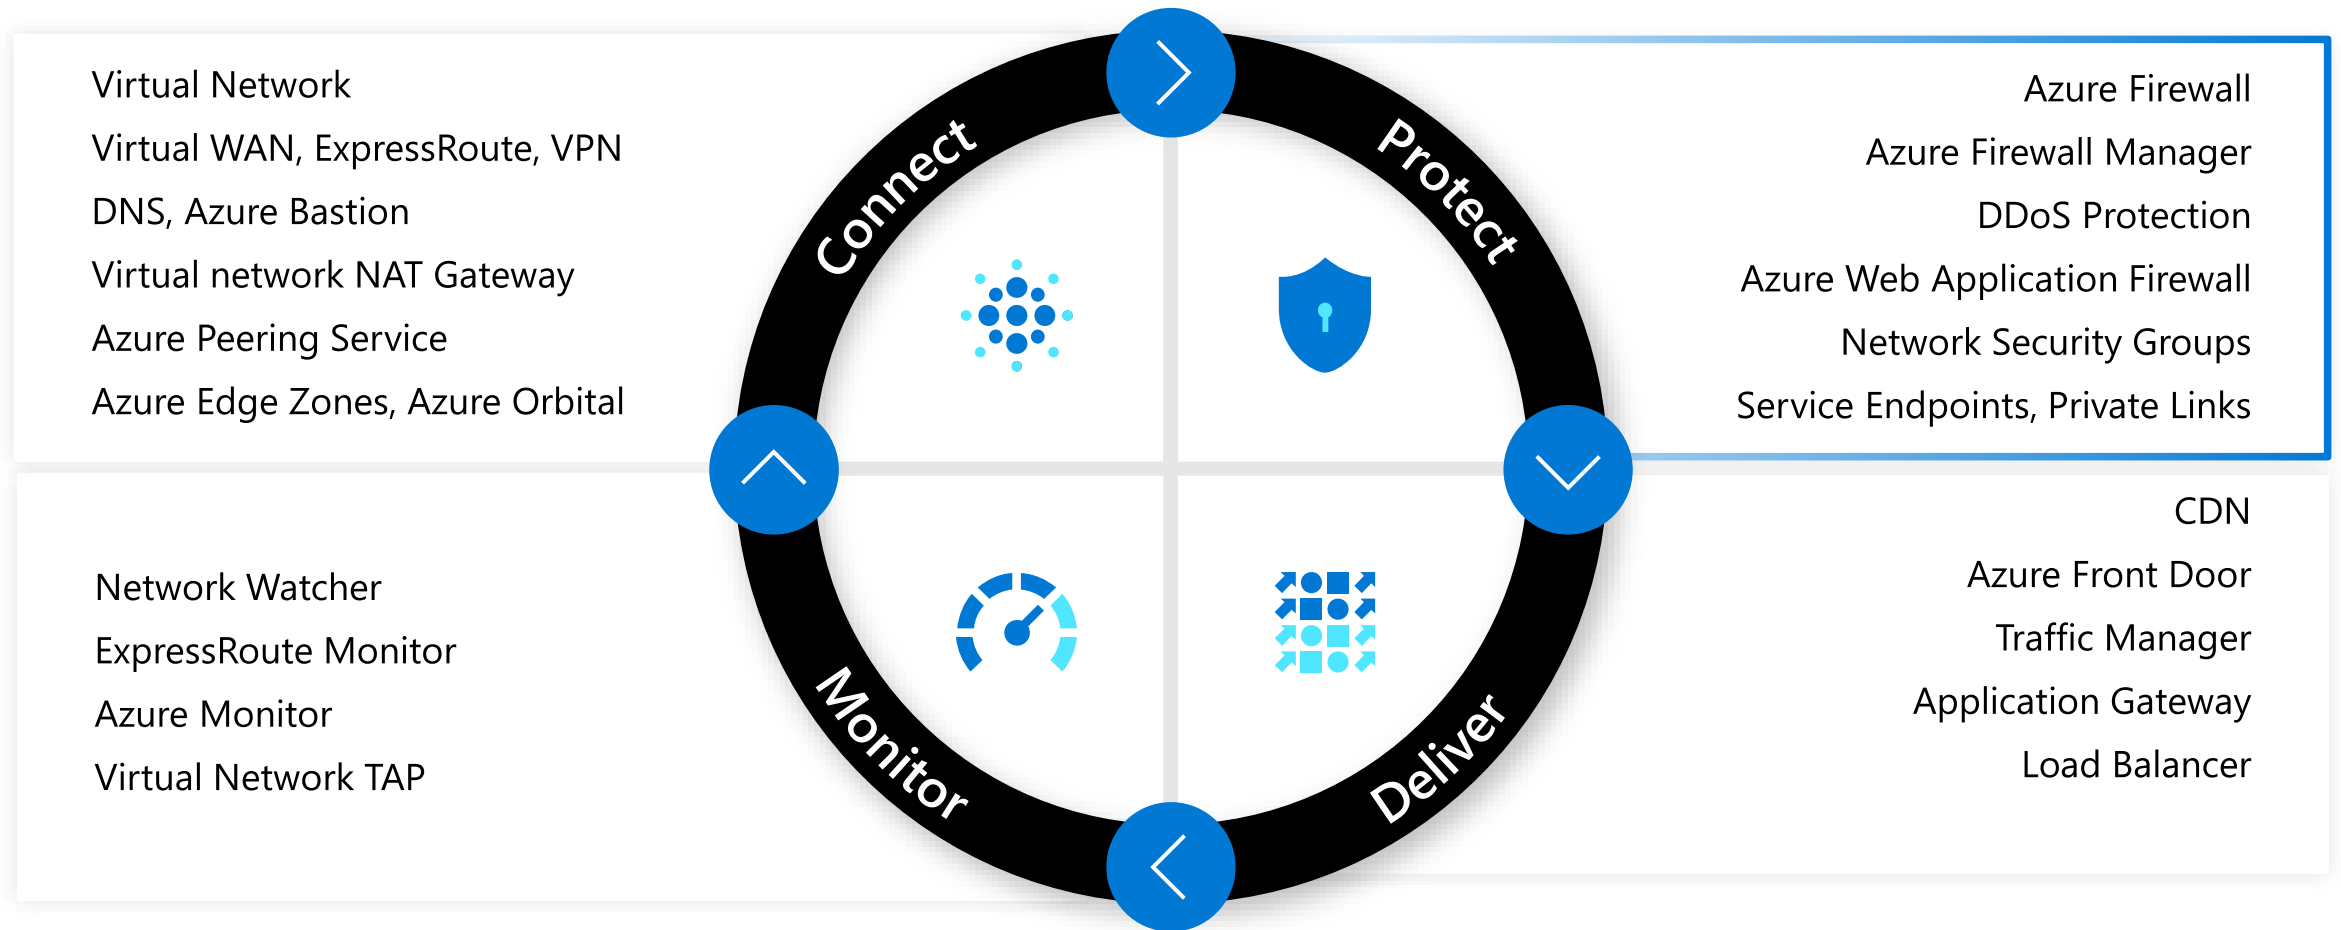 Virtual Network
Virtual WAN, ExpressRoute, VPN
DNS, Azure Bastion
Virtual network NAT Gateway
Azure Peering Service
Azure Edge Zones, Azure Orbital
Connect
Protect
Azure Firewall
Azure Firewall Manager
DDoS Protection
Azure Web Application Firewall
Network Security Groups
Service Endpoints, Private Links
Network Watcher
ExpressRoute Monitor
Azure Monitor
Virtual Network TAP
Monitor
Deliver
CDN
Azure Front Door
Traffic Manager
Application Gateway
Load Balancer